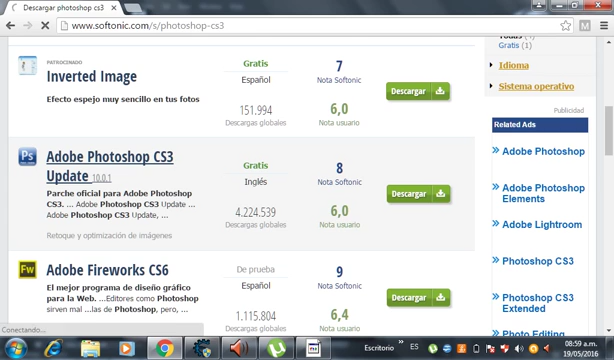 Descargar photoshop cs3
www.softonic.com/s/photoshop-cs3
PATROCINADO
Inverted Image
Efecto espejo muy sencillo en tus fotos
Gratis
Español
151.994
Descargas globales
7
Nota Softonic
6,0
Nota usuario
Descargar
Ps
Adobe Photoshop CS3
Update 10.0.1
Parche oficial para Adobe Photoshop
CS3. ... Adobe Photoshop CS3 Update ...
Adobe Photoshop CS3 Update, ...
Retoque y optimización de imágenes
Gratis
Inglés
4.224.539
Descargas globales
8
Nota Softonic
6,0
Nota usuario
Descargar
Fw
Adobe Fireworks CS6
El mejor programa de diseño gráfico
para la Web. ...Editores como Photoshop
sirven mal ...las de Photoshop, pero, ...
De prueba
Español
1.115.804
Descargas globales
9
Nota Softonic
6,4
Nota usuario
Descargar
Todas
Gratis (1)
Idioma
Sistema operativo
Publicidad
Related Ads
Adobe Photoshop
Adobe Photoshop
Elements
Adobe Lightroom
Photoshop CS3
Photoshop CS3
Extended
Photo Editing
Conectando...
Escritorio
ES
08:59 a.m.
19/05/2016